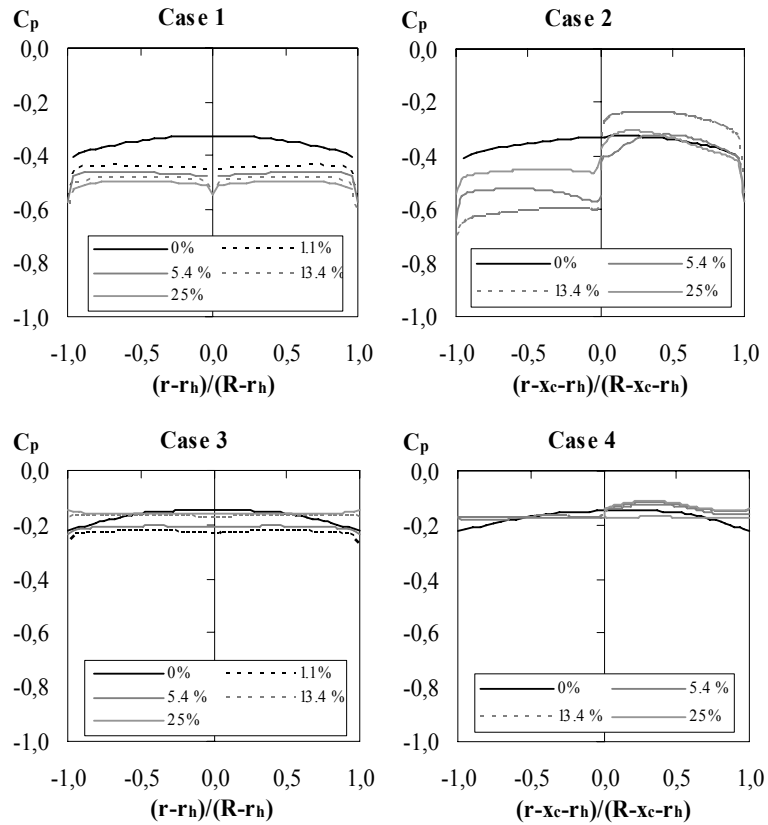 Cp Case 1
0,0
-0,2
-0,4
-0,6
-0,8
-1,0
0% 1.1%
5.4 % 13.4 %
25%
-1,0 -0,5 0,0 0,5 1,0
(r-rh)/(R-rh)
Cp Case 2
0,0
-0,2
-0,4
-0,6
-0,8
-1,0
0% 5.4 %
13.4 % 25%
-1,0 -0,5 0,0 0,5 1,0
(r-xc-rh)/(R-xc-rh)
Cp Case 3
0,0
-0,2
-0,4
-0,6
-0,8
-1,0
0% 1.1%
5.4 % 13.4 %
25%
-1,0 -0,5 0,0 0,5 1,0
(r-rh)/(R-rh)
Cp Case 4
0,0
-0,2
-0,4
-0,6
-0,8
-1,0
0% 5.4 %
13.4 % 25%
-1,0 -0,5 0,0 0,5 1,0
(r-xc-rh)/(R-xc-rh)